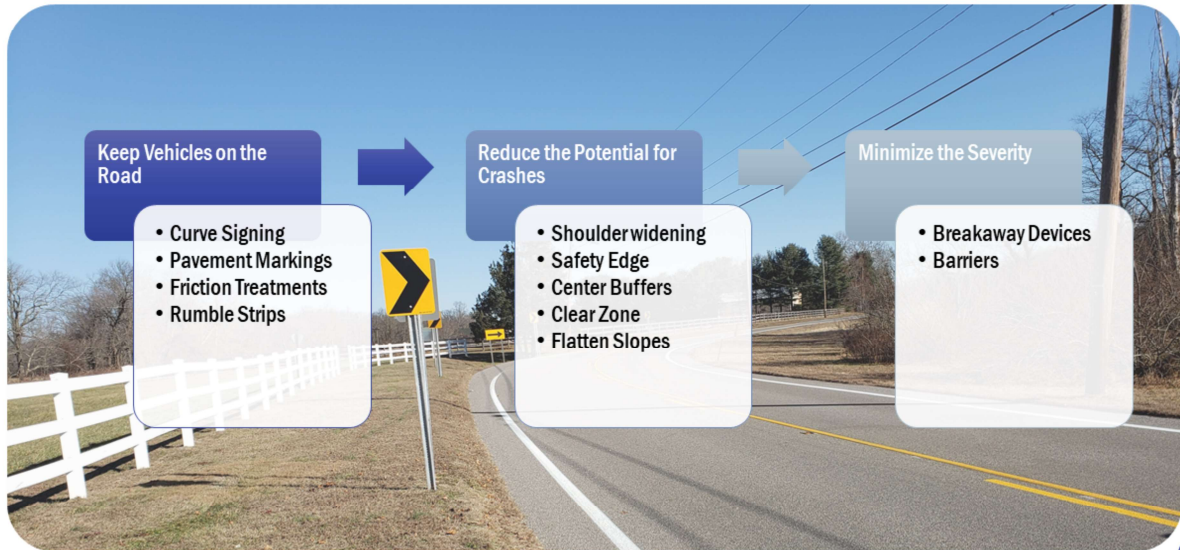 Keep Vehicles on the
Road
• Curve Signing
• Pavement Markings
• Friction Treatments
• Rumble Strips
Reduce the Potential for
Crashes
• Shoulder widening
• Safety Edge
• Center Buffers
• Clear Zone
• Flatten Slopes
Minimize the Severity
• Breakaway Devices
• Barriers